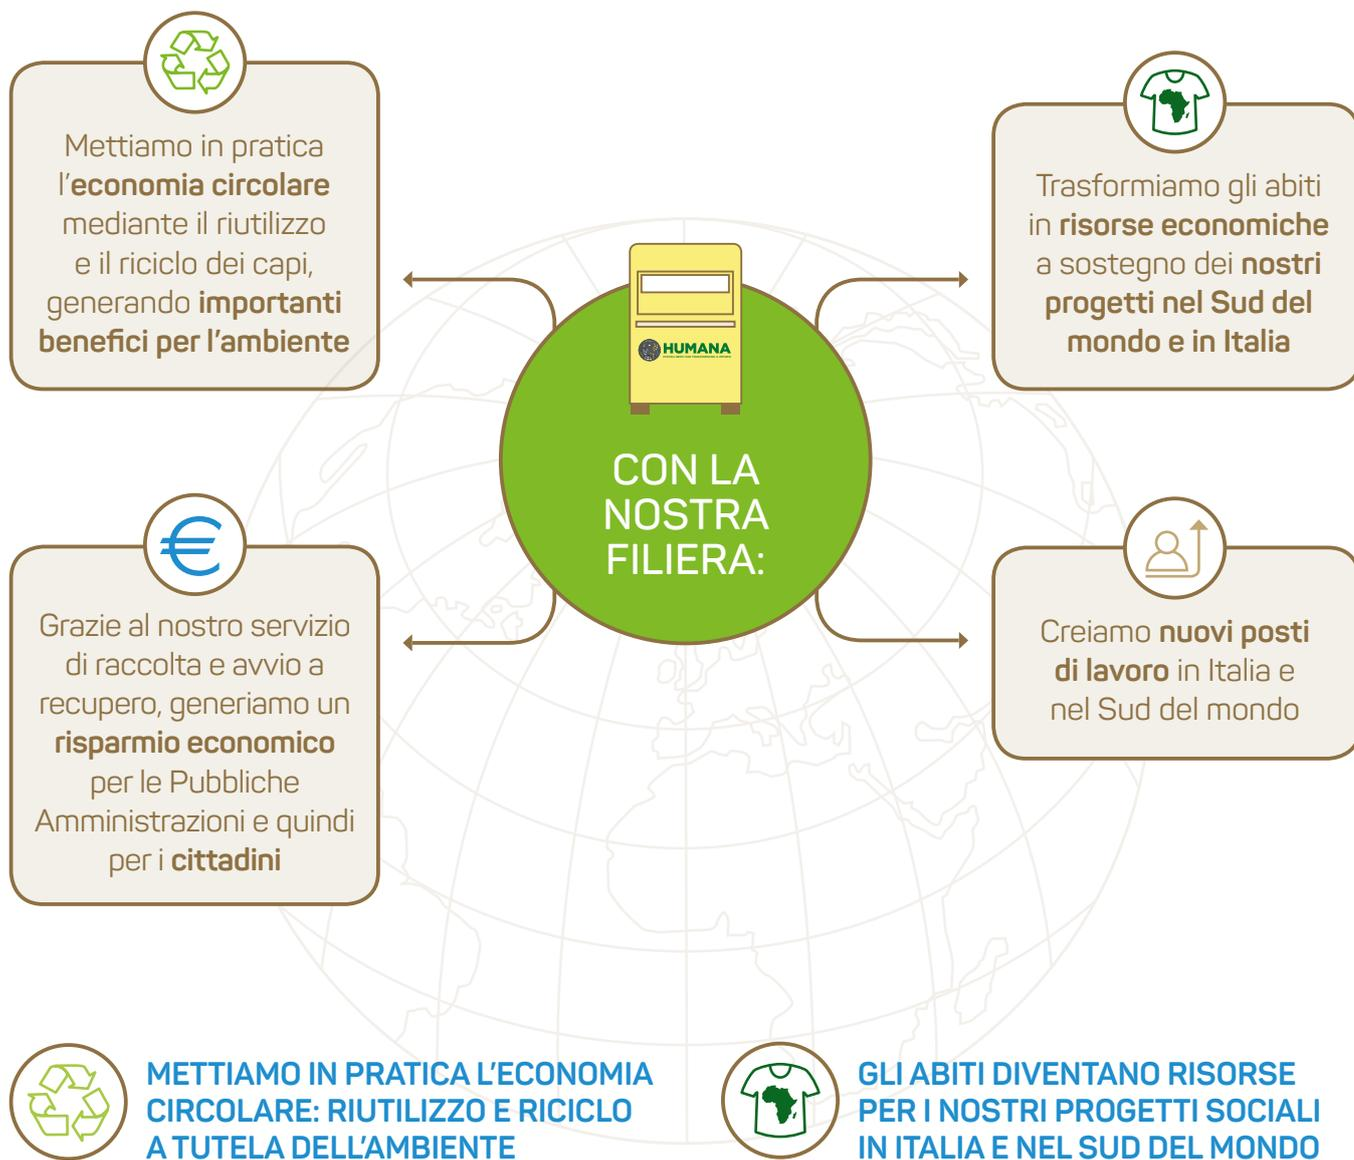 Mettiamo in pratica
l'economia circolare
mediante il riutilizzo
e il riciclo dei capi,
generando importanti
benefici per l'ambiente
Trasformiamo gli abiti
in risorse economiche
a sostegno dei nostri
progetti nel Sud del
mondo e in Italia
HUMANA
CON LA
NOSTRA
FILIERA:
€
Grazie al nostro servizio
di raccolta e avvio a
recupero, generiamo un
risparmio economico
per le Pubbliche
Amministrazioni e quindi
per i cittadini
Creiamo nuovi posti
di lavoro in Italia e
nel Sud del mondo
METTIAMO IN PRATICA L'ECONOMIA
CIRCOLARE: RIUTILIZZO E RICICLO
A TUTELA DELL'AMBIENTE
GLI ABITI DIVENTANO RISORSE
PER I NOSTRI PROGETTI SOCIALI
IN ITALIA E NEL SUD DEL MONDO